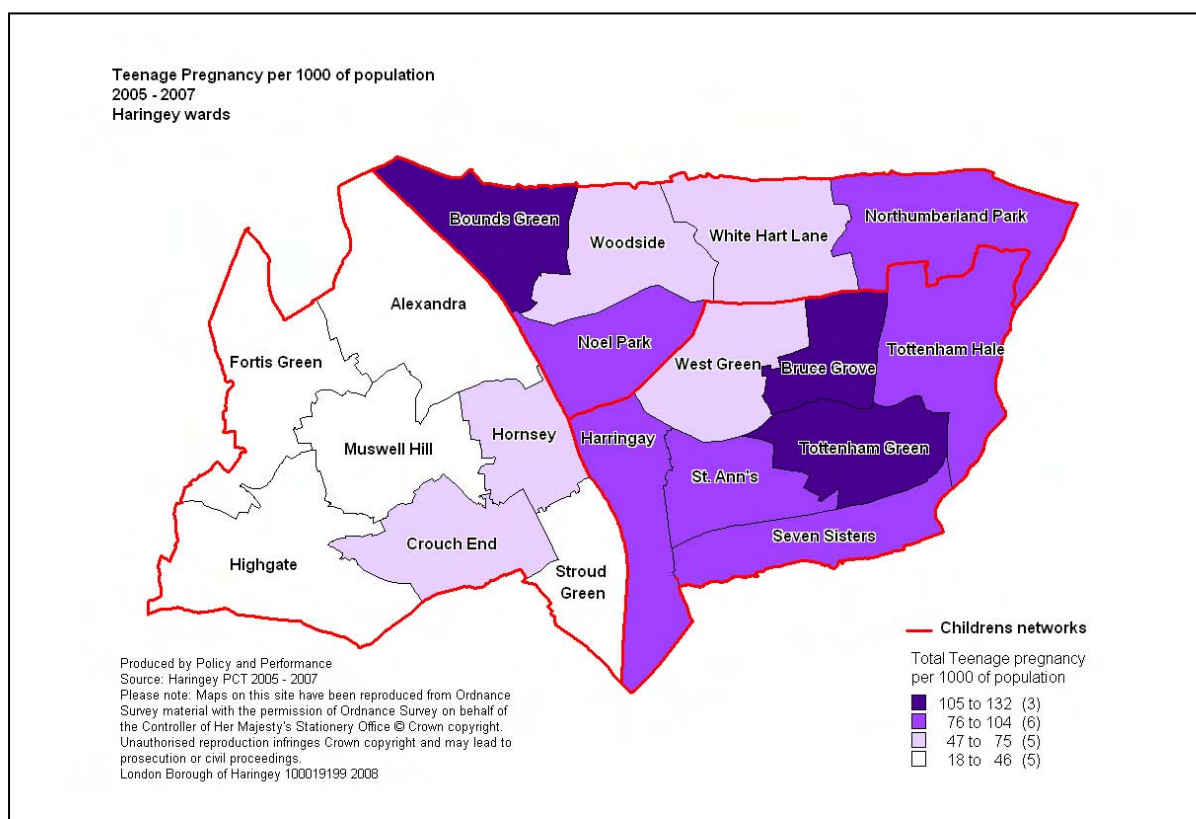 Teenage Pregnancy per 1000 of population
2005 - 2007
Haringey wards
Bounds Green
Woodside
White Hart Lane
Northumberland Park
Alexandra
Noel Park
Fortis Green
West Green
Bruce Grove
Tottenham Hale
Muswell Hill
Hornsey
Harringay
St. Ann's
Tottenham Green
Crouch End
Seven Sisters
Highgate
Stroud
Green
Childrens networks
Total Teenage pregnancy
per 1000 of population
105 to 132 (3)
76 to 104 (6)
47 to 75 (5)
18 to 46 (5)
Produced by Policy and Performance
Source: Haringey PCT 2005 - 2007
Please note: Maps on this site have been reproduced from Ordnance
Survey material with the permission of Ordnance Survey on behalf of
the Controller of Her Majesty's Stationery Office © Crown copyright.
Unauthorised reproduction infringes Crown copyright and may lead to
prosecution or civil proceedings.
London Borough of Haringey 100019199 2008